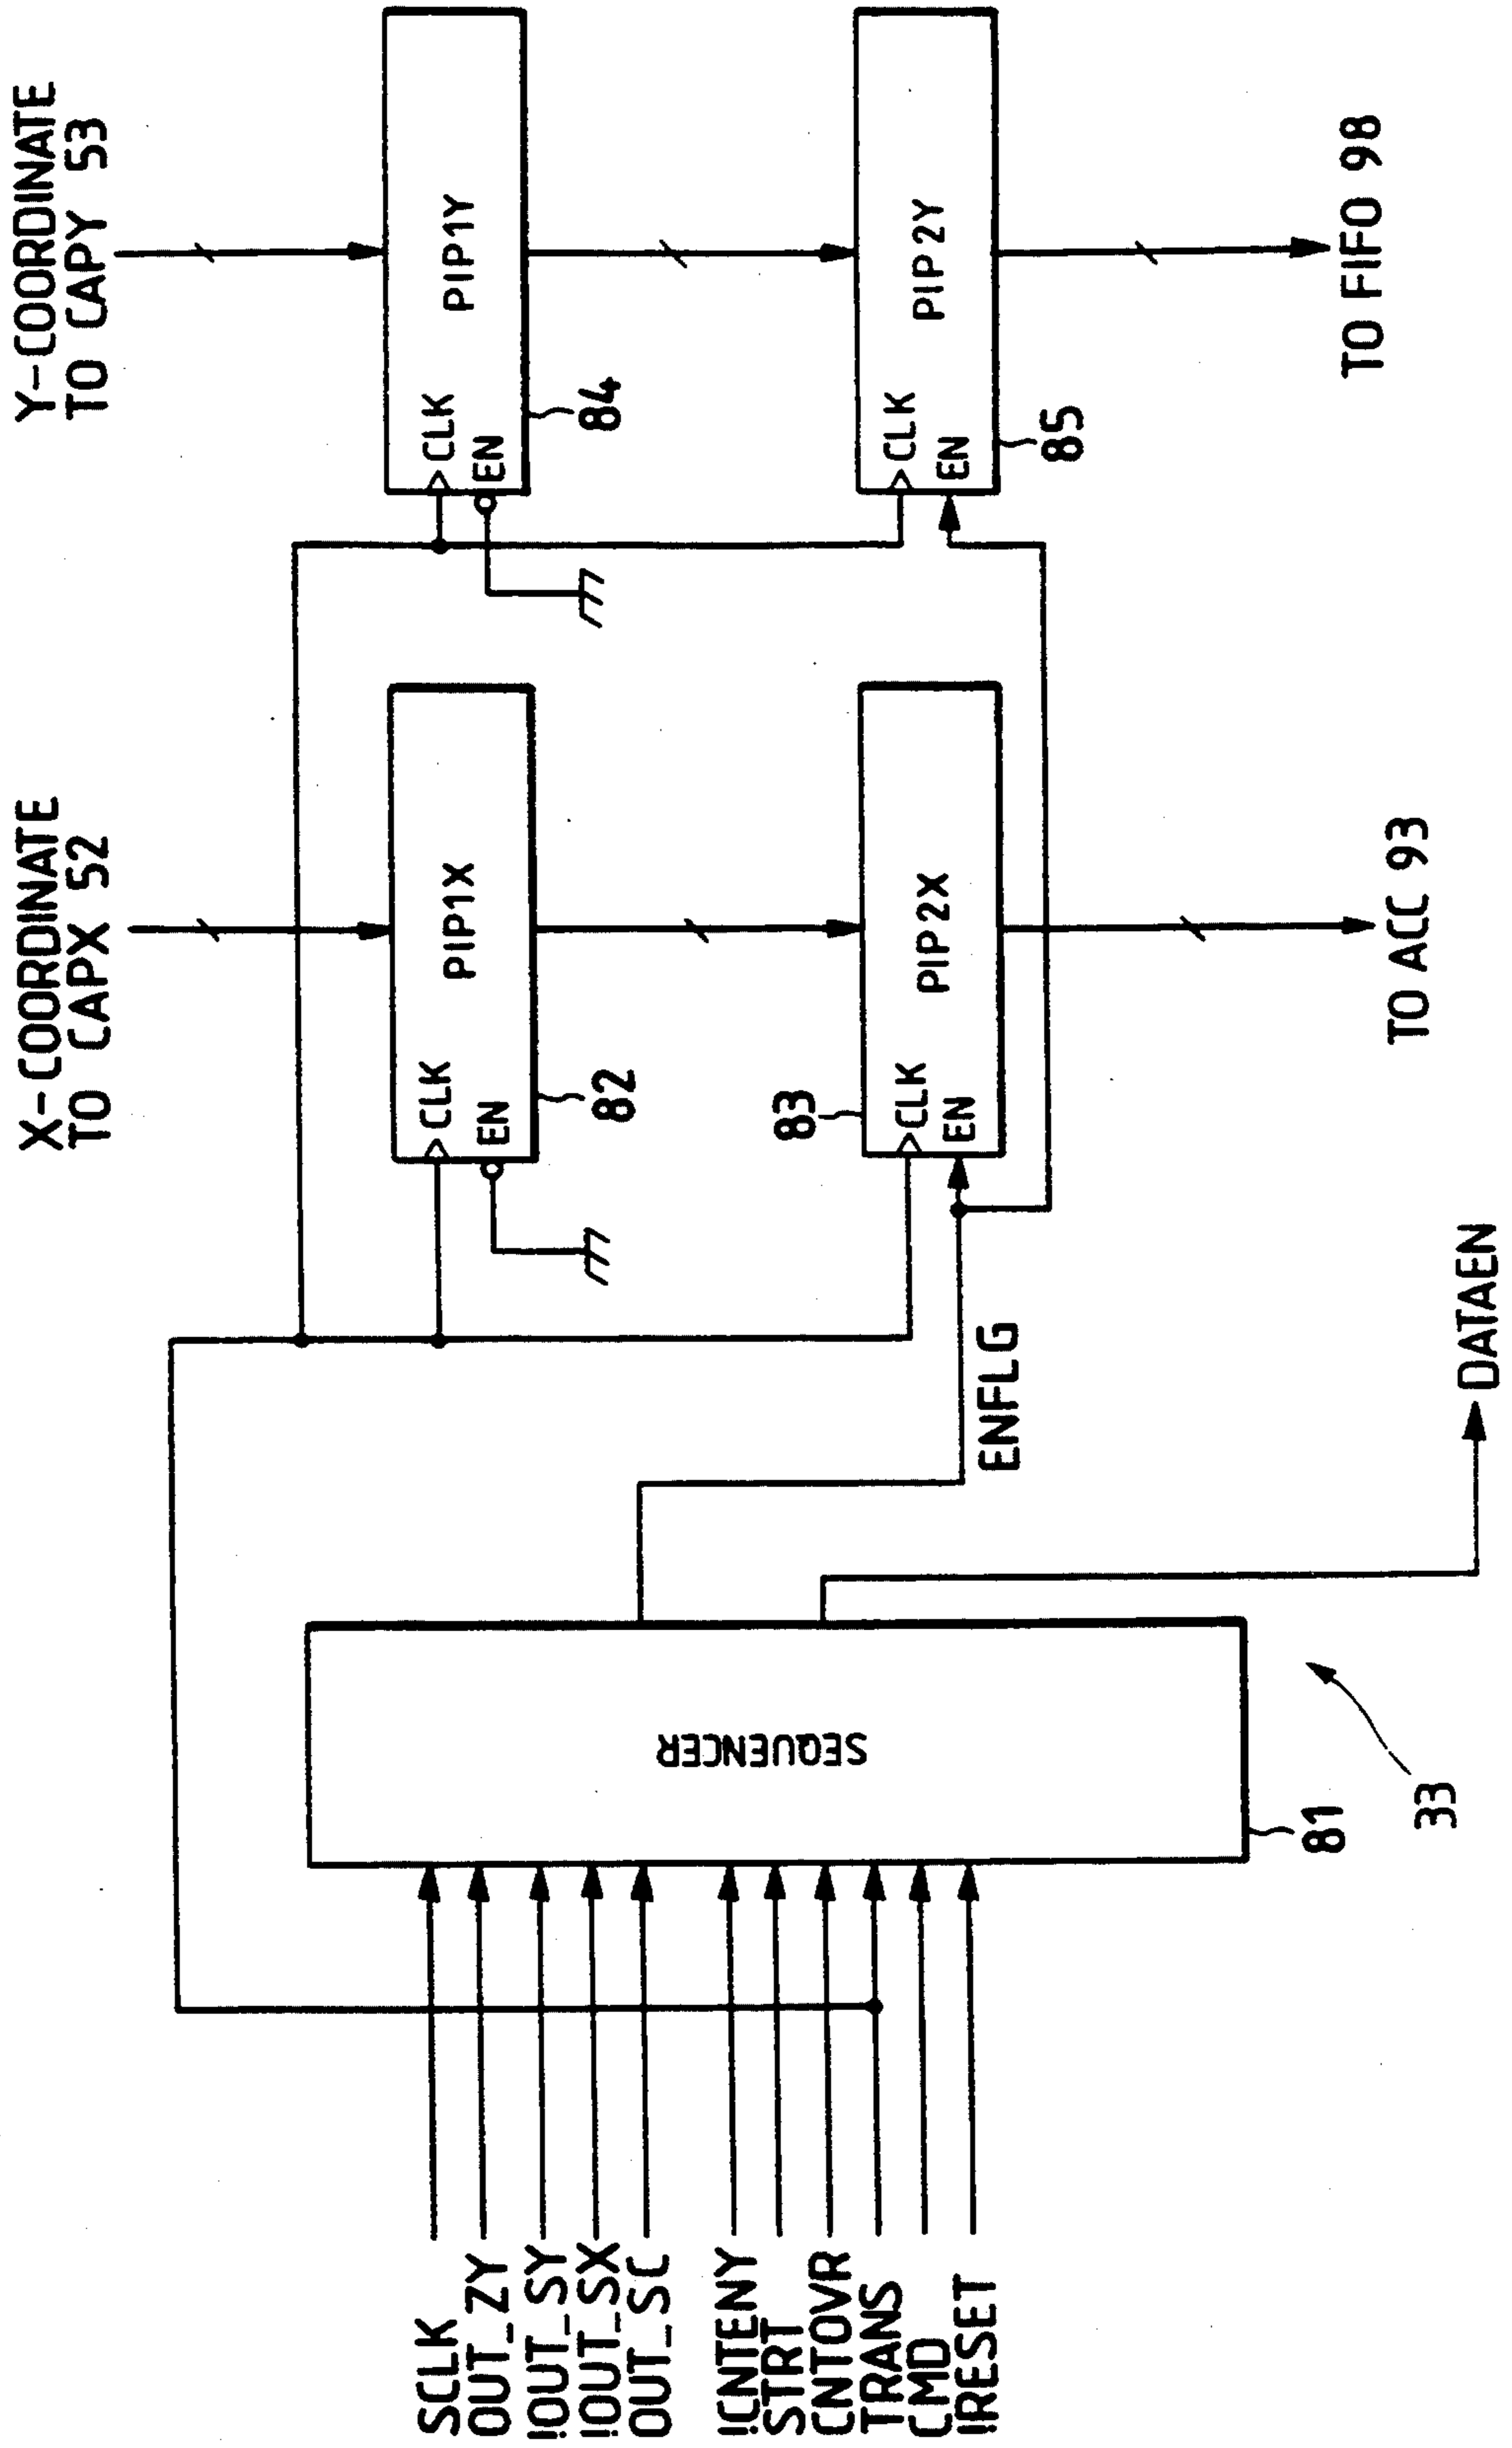 X-COORDINATE
TO CAPX 52
Y-COORDINATE
TO CAPY 53
CLK
EN
PIP1X
82
CLK
EN
PIP1Y
84
83
CLK
EN
PIP2X
CLK
EN
PIP2Y
85
SCLK
OUT_ZY
!OUT_SY
!OUT_SX
OUT_SC
!CNTENY
STRT
CNTOVR
TRANS
CMD
!RESET
SEQUENCER
81
33
ENFLG
DATAEN
TO ACC 93
TO FIFO 98